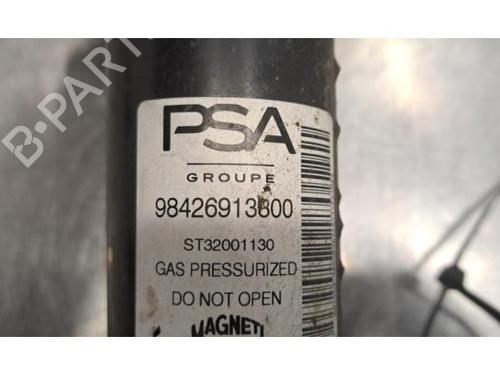 B-PARTS
PSA
GROUPE
98426913800
ST32001130
GAS PRESSURIZED
DO NOT OPEN
MAGNETI